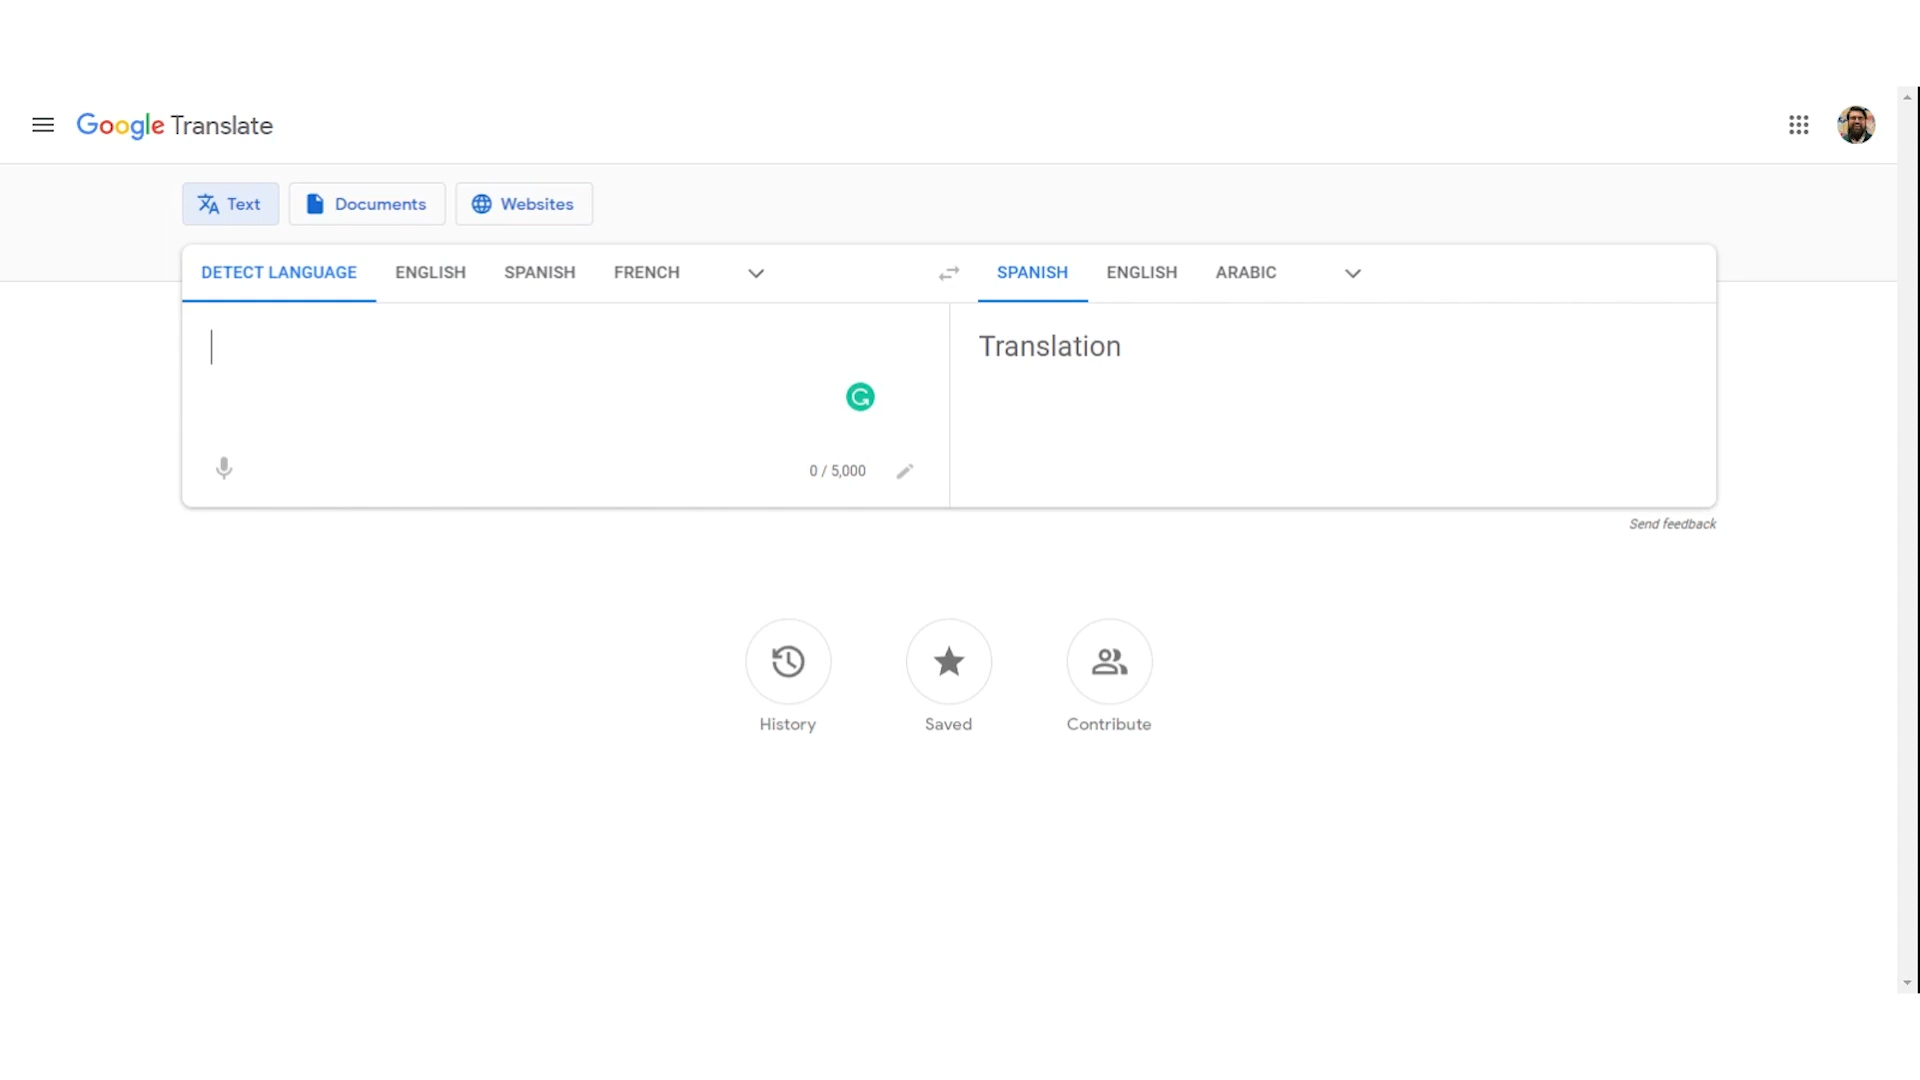 Google Translate
Text Documents Websites
DETECT LANGUAGE ENGLISH SPANISH FRENCH SPANISH ENGLISH ARABIC
Translation
0 / 5,000
Send feedback
History Saved Contribute